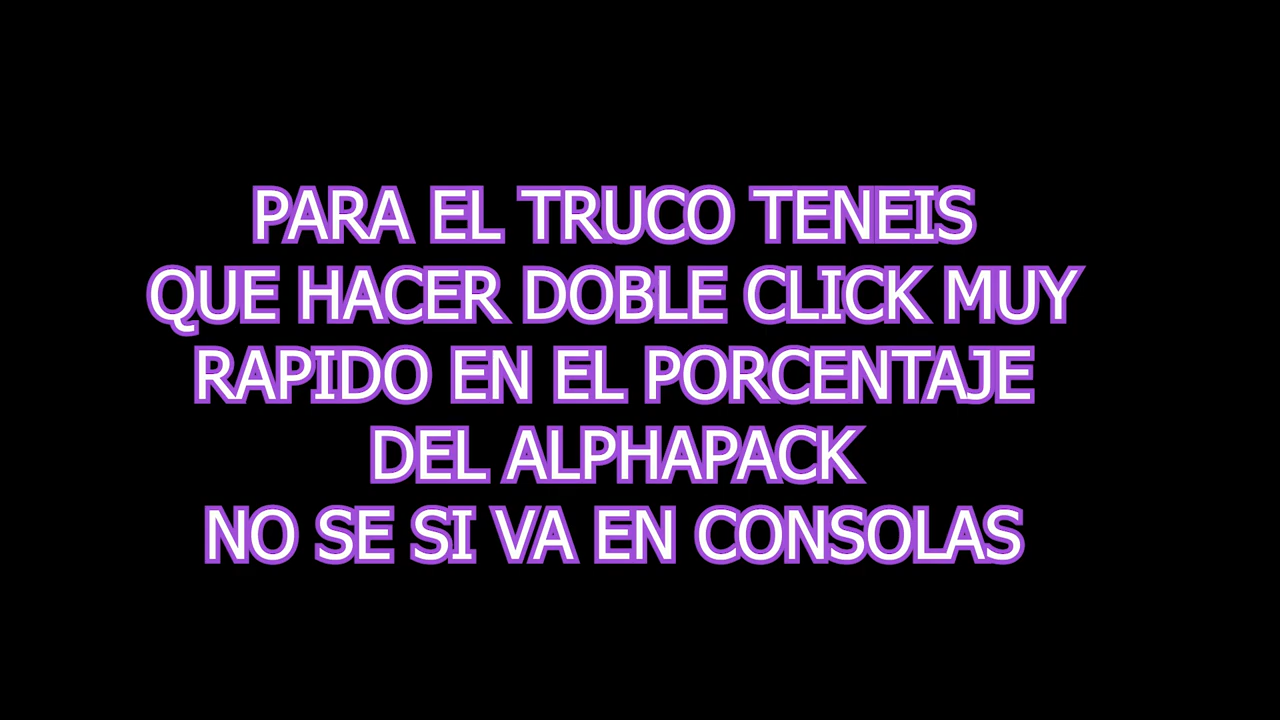 PARA EL TRUCO TENEIS
QUE HACER DOBLE CLICK MUY
RAPIDO EN EL PORCENTAJE
DEL ALPHAPACK
NO SE SI VA EN CONSOLAS